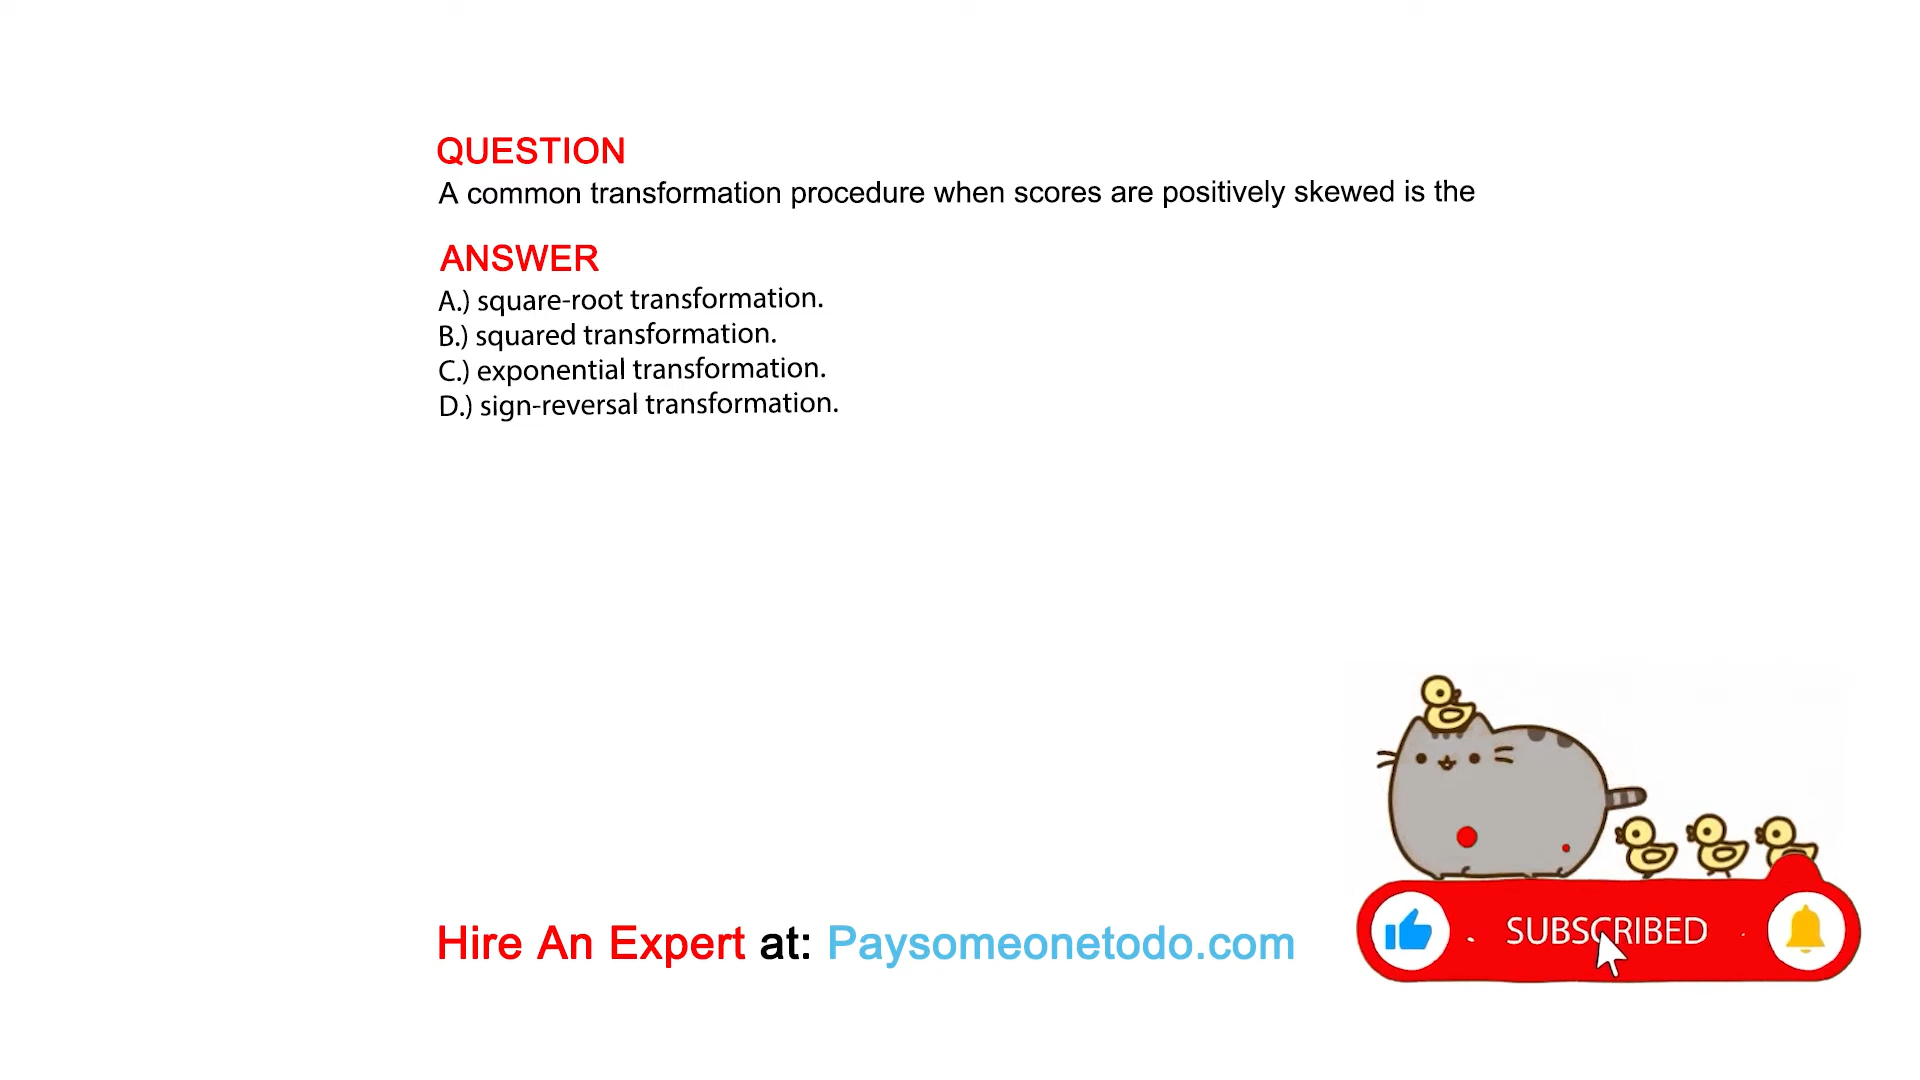 QUESTION
A common transformation procedure when scores are positively skewed is the
ANSWER
A.) square-root transformation.
B.) squared transformation.
C.) exponential transformation.
D.) sign-reversal transformation.
Hire An Expert at: Paysomeonetodo.com
SUBSCRIBED